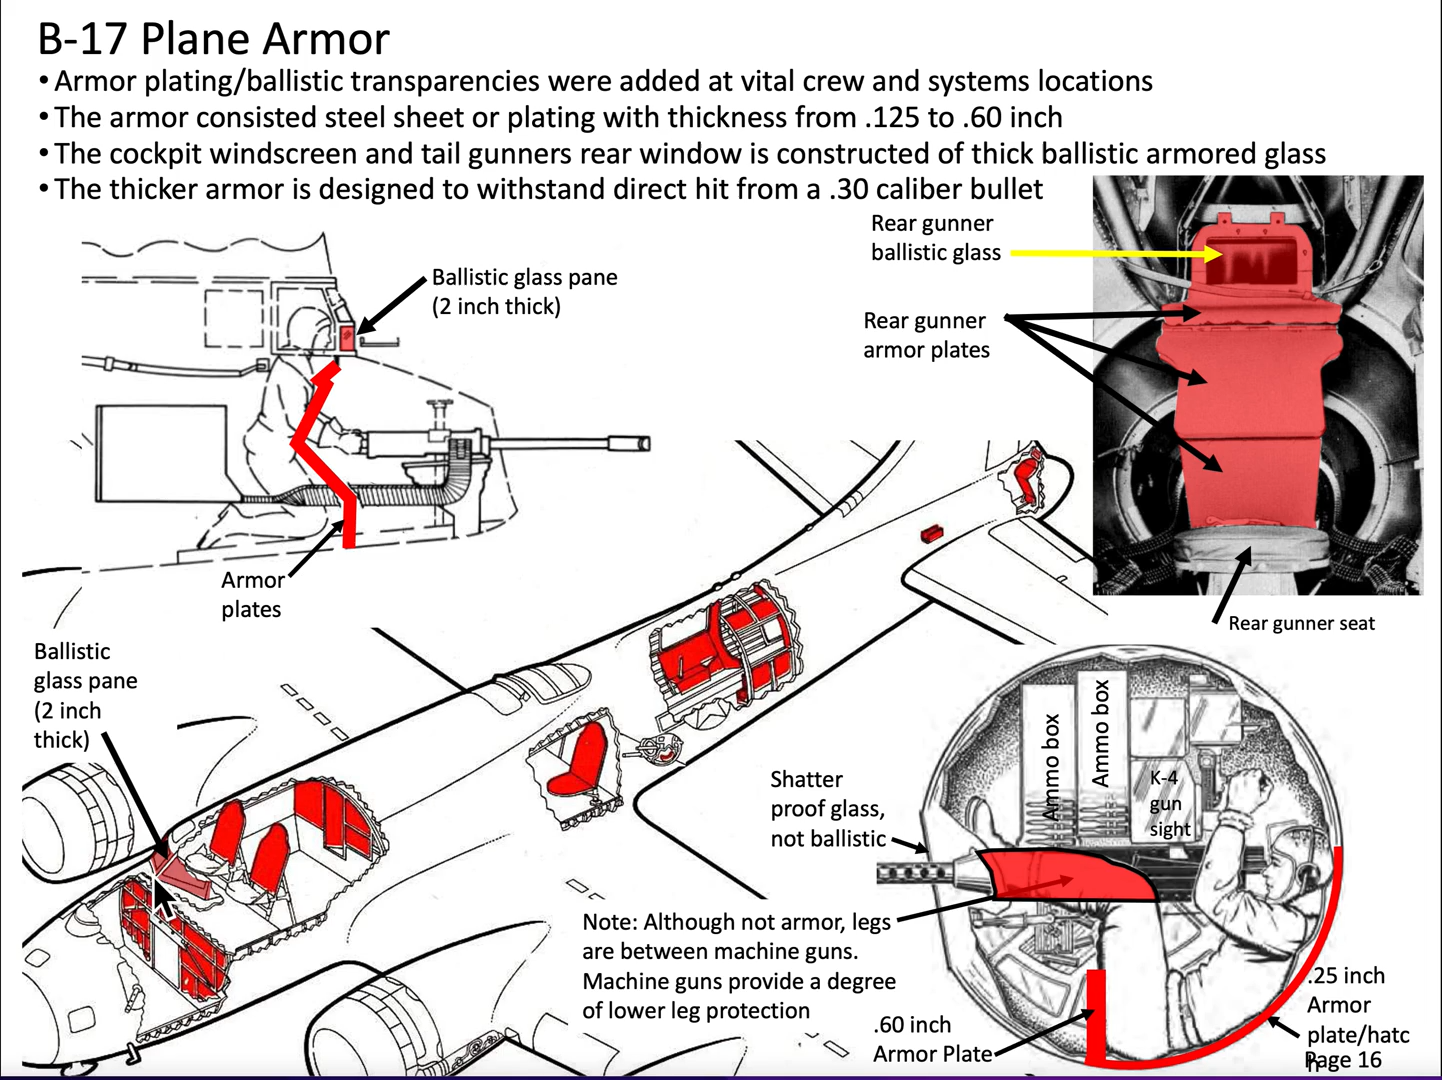 B-17 Plane Armor
• Armor plating/ballistic transparencies were added at vital crew and systems locations
• The armor consisted steel sheet or plating with thickness from .125 to .60 inch
• The cockpit windscreen and tail gunners rear window is constructed of thick ballistic armored glass
• The thicker armor is designed to withstand direct hit from a .30 caliber bullet
Rear gunner
ballistic glass
Ballistic glass pane
(2 inch thick)
Rear gunner
armor plates
Armor
plates
Rear gunner seat
Ballistic
glass pane
(2 inch
thick)
Ammo box
Ammo box
K-4
gun
sight
Shatter
proof glass,
not ballistic
Note: Although not armor, legs
are between machine guns.
Machine guns provide a degree
of lower leg protection
.60 inch
Armor Plate
.25 inch
Armor
plate/hatc
h
Page 16